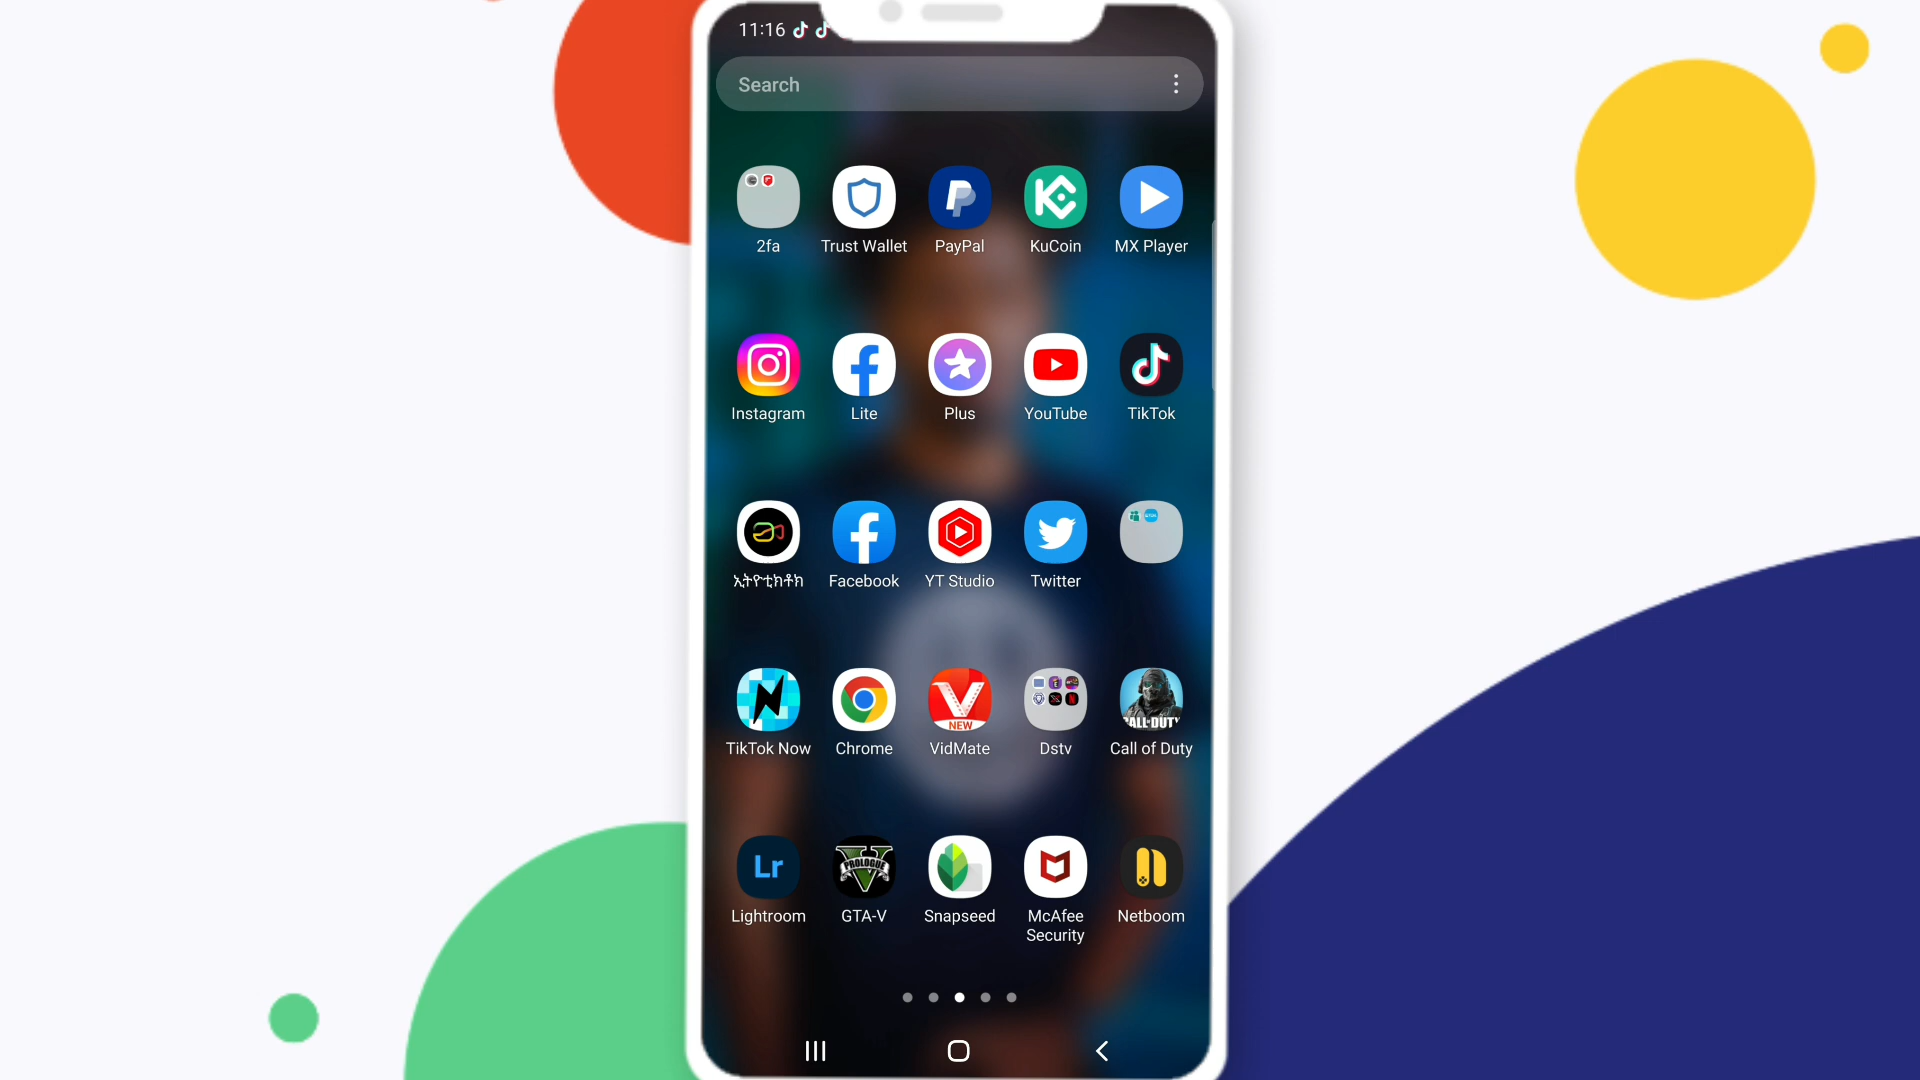 11:16
Search
2fa
Trust Wallet
PayPal
KuCoin
MX Player
Instagram
Lite
Plus
YouTube
TikTok
ኢትዮቲክቶክ
Facebook
YT Studio
Twitter
NEW
CALL·DUTY
TikTok Now
Chrome
VidMate
Dstv
Call of Duty
Lr
PROLOGUE
Lightroom
GTA-V
Snapseed
McAfee
Security
Netboom